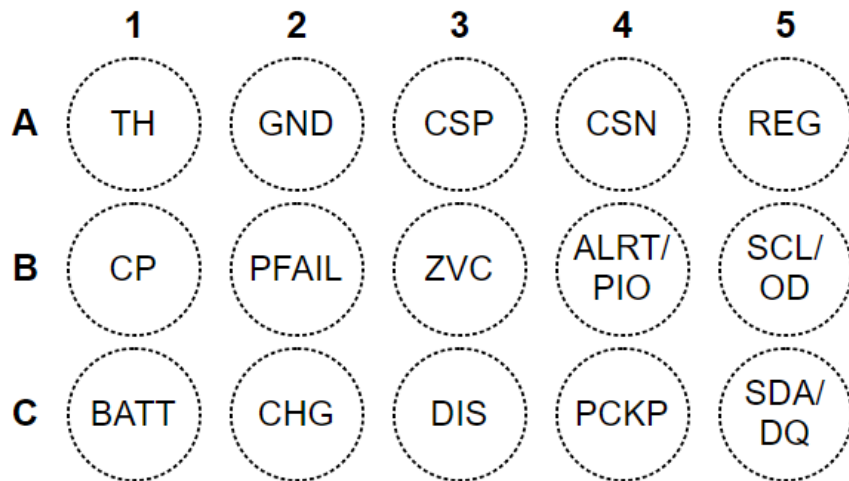 1 2 3 4 5
A TH GND CSP CSN REG
B CP PFAIL ZVC ALRT/ PIO SCL/ OD
C BATT CHG DIS PCKP SDA/ DQ